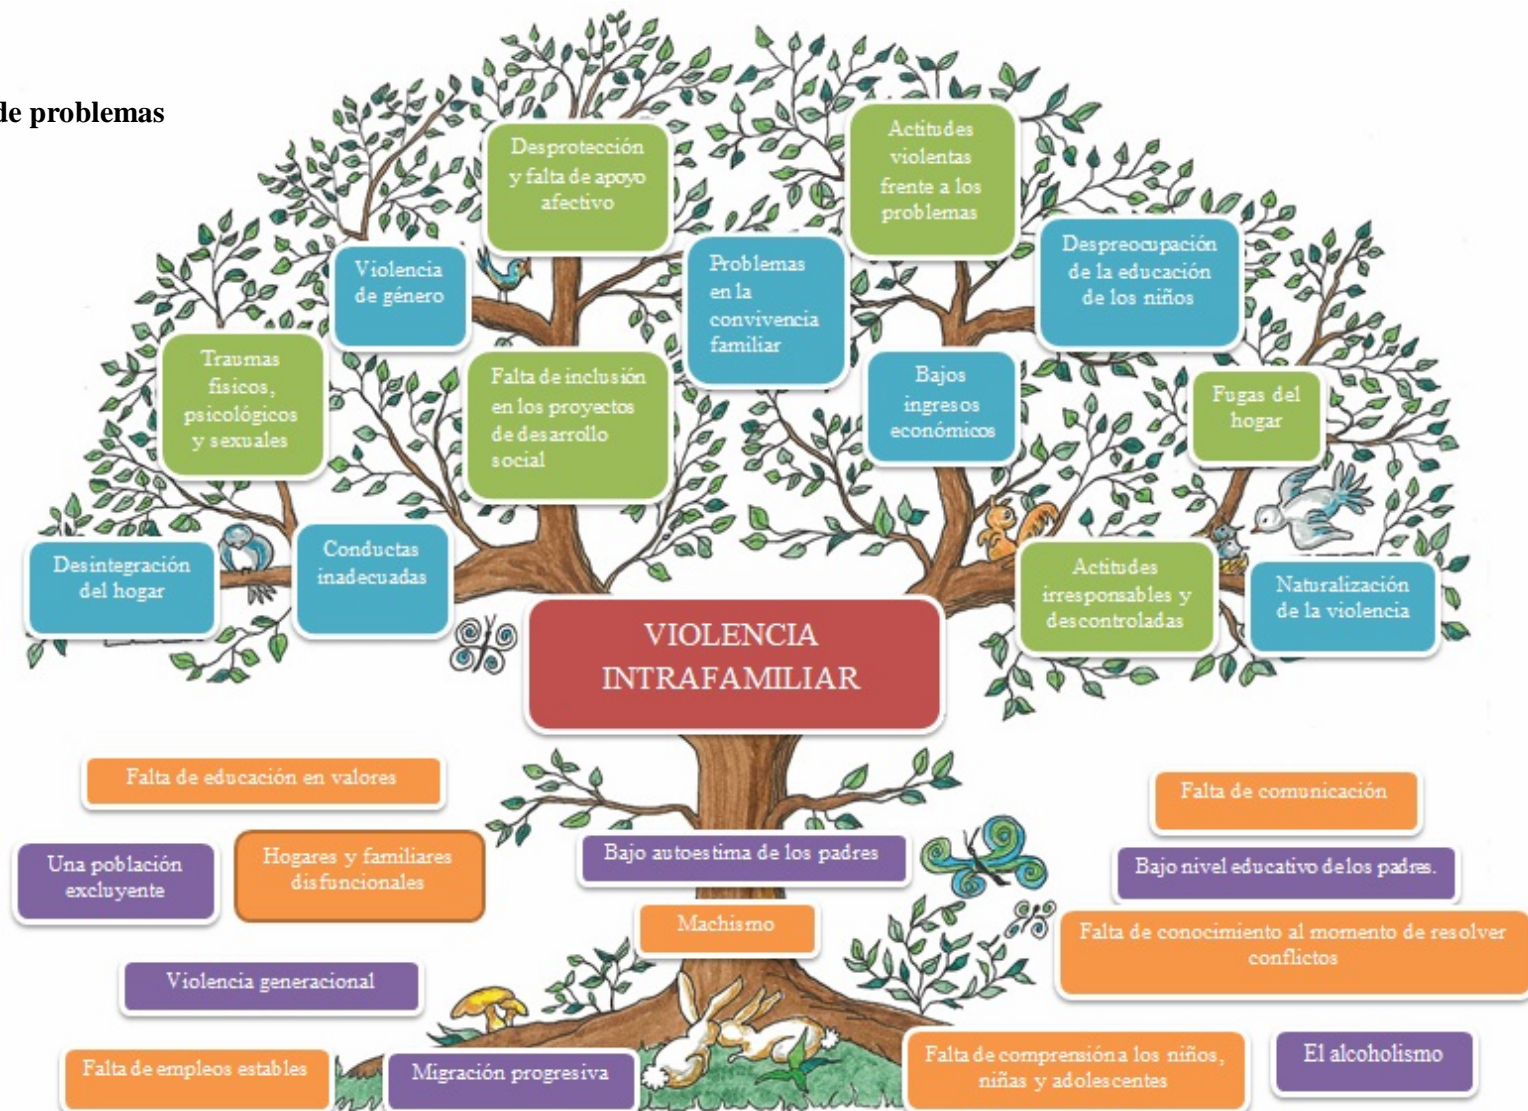 de problemas
Desprotección
y falta de apoyo
afectivo
Actitudes
violentas
frente a los
problemas
Violencia
de género
Problemas
en la
convivencia
familiar
Despreocupación
de la educación
de los niños
Traumas
fisicos,
psicológicos
y sexuales
Falta de inclusión
en los proyectos
de desarrollo
social
Bajos
ingresos
económicos
Fugas del
hogar
Desintegración
del hogar
Conductas
inadecuadas
Actitudes
irresponsables y
descontroladas
Naturalización
de la violencia
VIOLENCIA
INTRAFAMILIAR
Falta de educación en valores
Falta de comunicación
Una población
excluyente
Hogares y familiares
disfuncionales
Bajo autoestima de los padres
Bajo nivel educativo de los padres.
Machismo
Falta de conocimiento al momento de resolver
conflictos
Violencia generacional
Falta de empleos estables
Migración progresiva
Falta de comprensión a los niños,
niñas y adolescentes
El alcoholismo